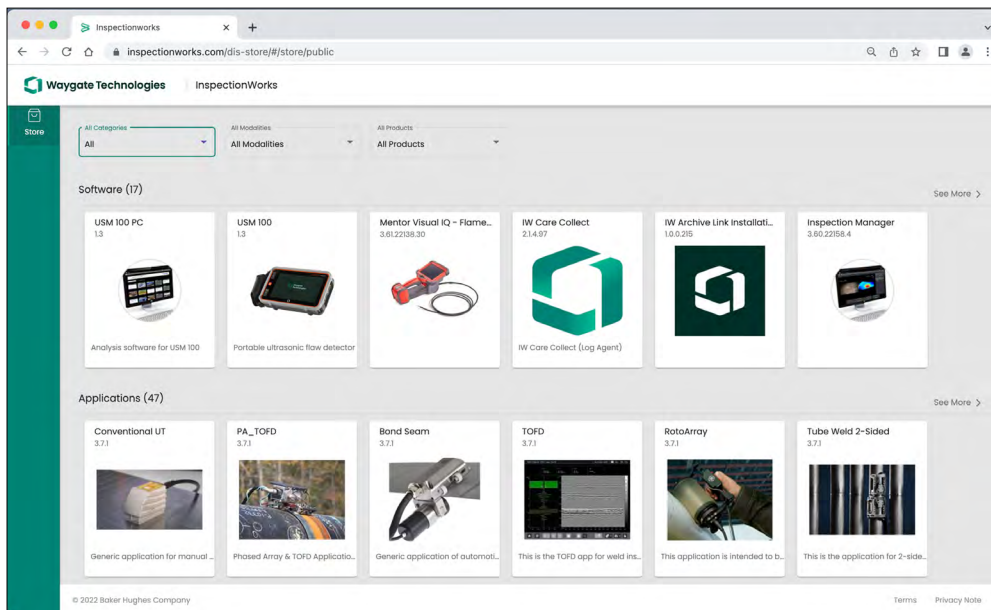 Inspectionworks
inspectionworks.com/dis-store/#/store/public
Waygate Technologies
InspectionWorks
Store
All Categories
All
All Modalities
All Modalities
All Products
All Products
Software (17)
See More
USM 100 PC
1.3
Analysis software for USM 100
USM 100
1.3
Portable ultrasonic flaw detector
Mentor Visual IQ - Flame...
3.61.22138.30
IW Care Collect
2.1.4.97
IW Care Collect (Log Agent)
IW Archive Link Installati...
1.0.0.215
Inspection Manager
3.60.22158.4
Applications (47)
See More
Conventional UT
3.7.1
Generic application for manual ...
PA_TOFD
3.7.1
Phased Array & TOFD Applicatio...
Bond Seam
3.7.1
Generic application of automati...
TOFD
3.7.1
This is the TOFD app for weld ins...
RotoArray
3.7.1
This application is intended to b...
Tube Weld 2-Sided
3.7.1
This is the application for 2-side...
© 2022 Baker Hughes Company
Terms
Privacy Note